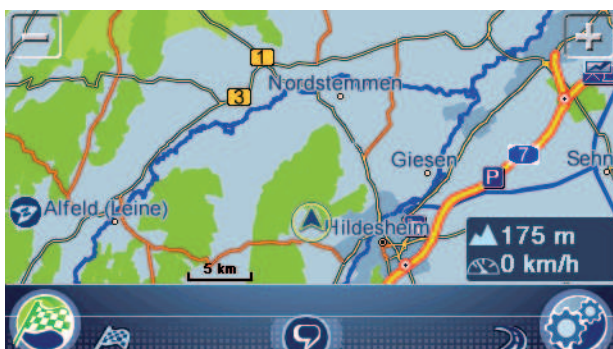 1
3
Nordstemmen
7
Giesen
P
Sehn
Alfeld (Leine)
Hildesheim
175 m
0 km/h
5 km